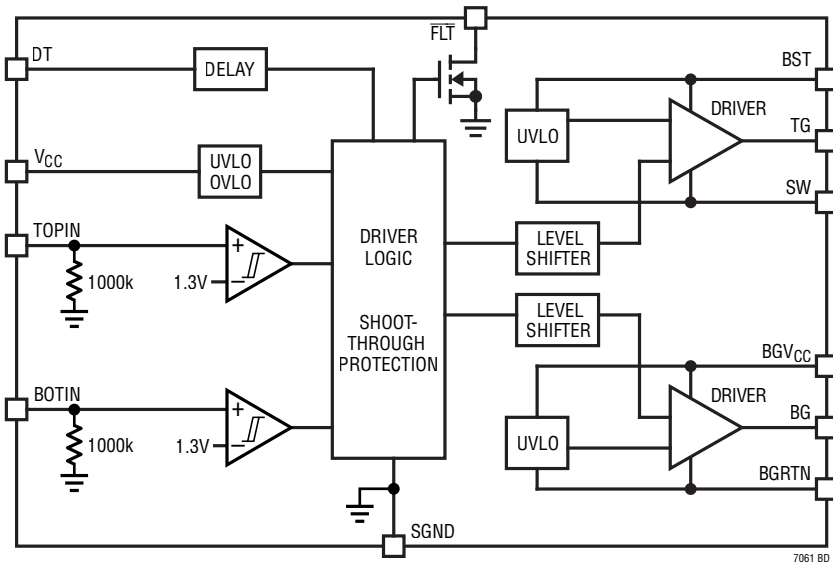 FLT
DT
DELAY
BST
DRIVER
UVLO
TG
VCC
UVLO
OVLO
SW
TOPIN
+
−
1.3V
1000k
DRIVER
LOGIC
SHOOT-
THROUGH
PROTECTION
LEVEL
SHIFTER
LEVEL
SHIFTER
BGVCC
BOTIN
+
−
1.3V
1000k
DRIVER
UVLO
BG
BGRTN
SGND
7061 BD